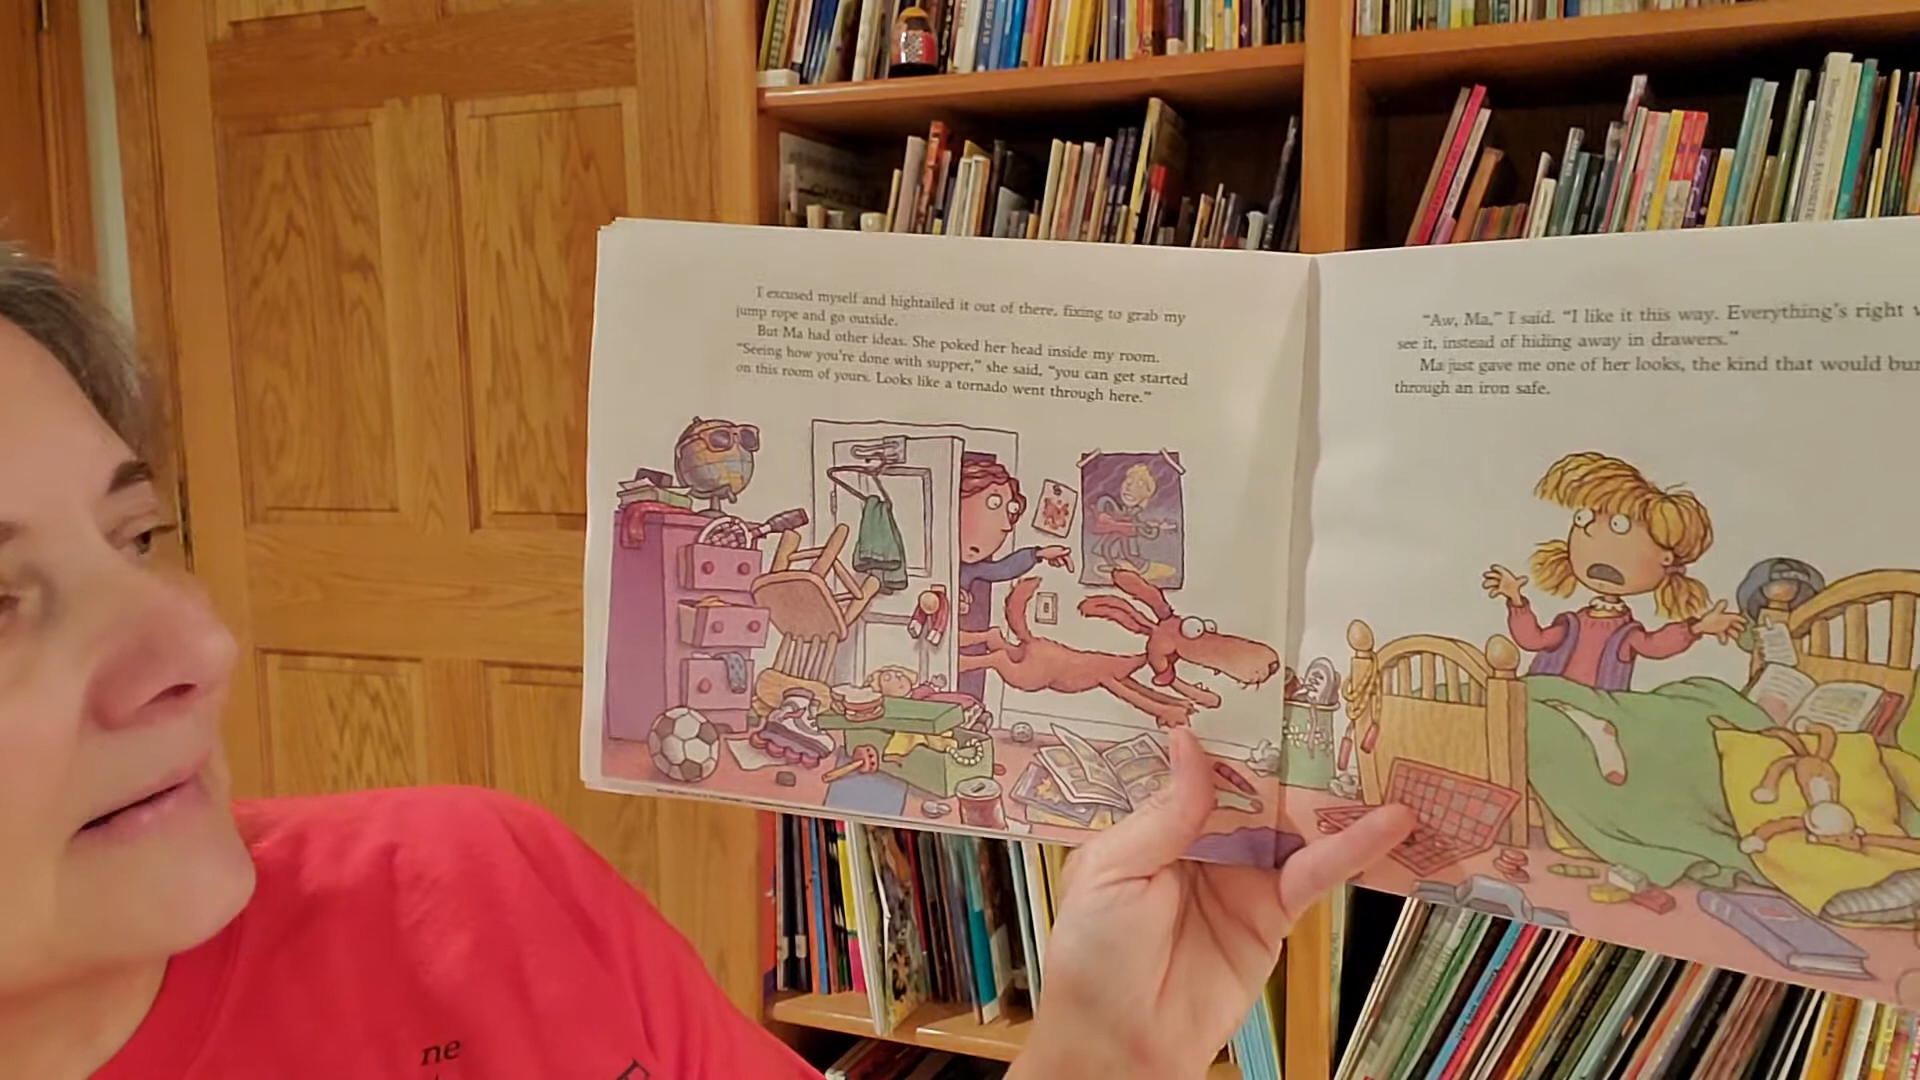 I excused myself and hightailed it out of there, fixing to grab my
jump rope and go outside.
But Ma had other ideas. She poked her head inside my room.
"Seeing how you're done with supper," she said, "you can get started
on this room of yours. Looks like a tornado went through here."
"Aw, Ma," I said. "I like it this way. Everything's right
see it, instead of hiding away in drawers."
Ma just gave me one of her looks, the kind that would
through an iron safe.
ne